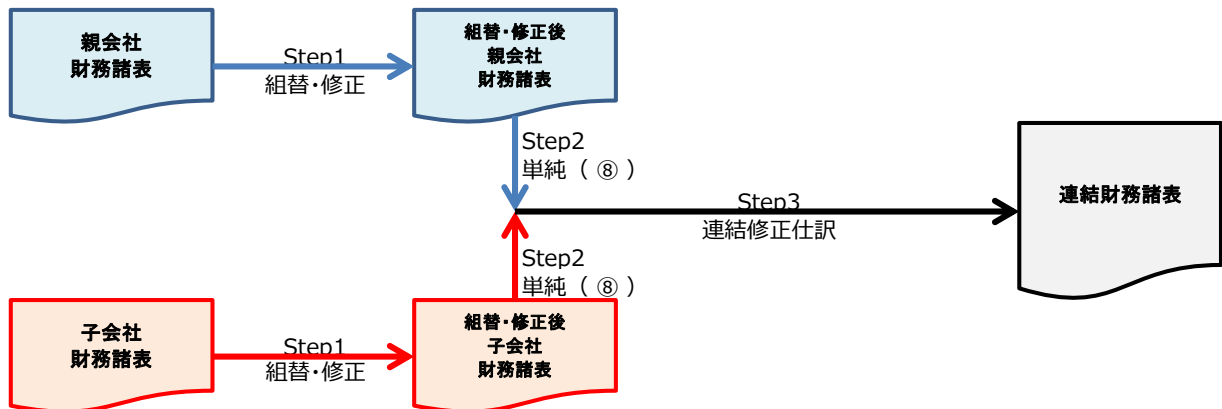 親会社
財務諸表
Step1
組替・修正
組替・修正後
親会社
財務諸表
Step2
単純（ ⑧ ）
Step3
連結修正仕訳
連結財務諸表
Step2
単純（ ⑧ ）
子会社
財務諸表
Step1
組替・修正
組替・修正後
子会社
財務諸表